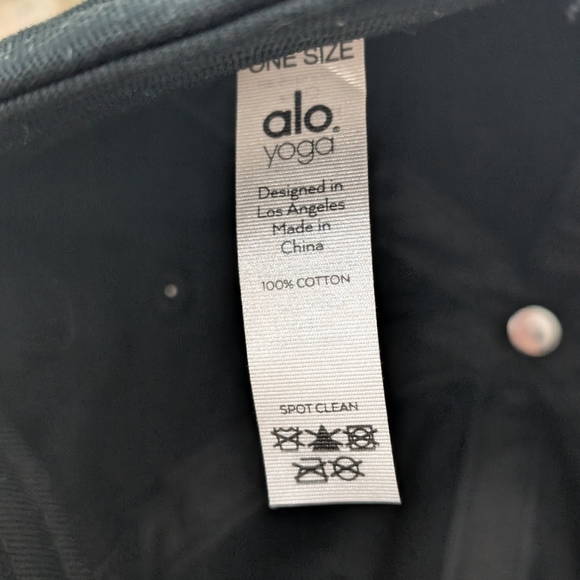 ONE SIZE
alo.
yoga
Designed in
Los Angeles
Made in
China
100% COTTON
SPOT CLEAN